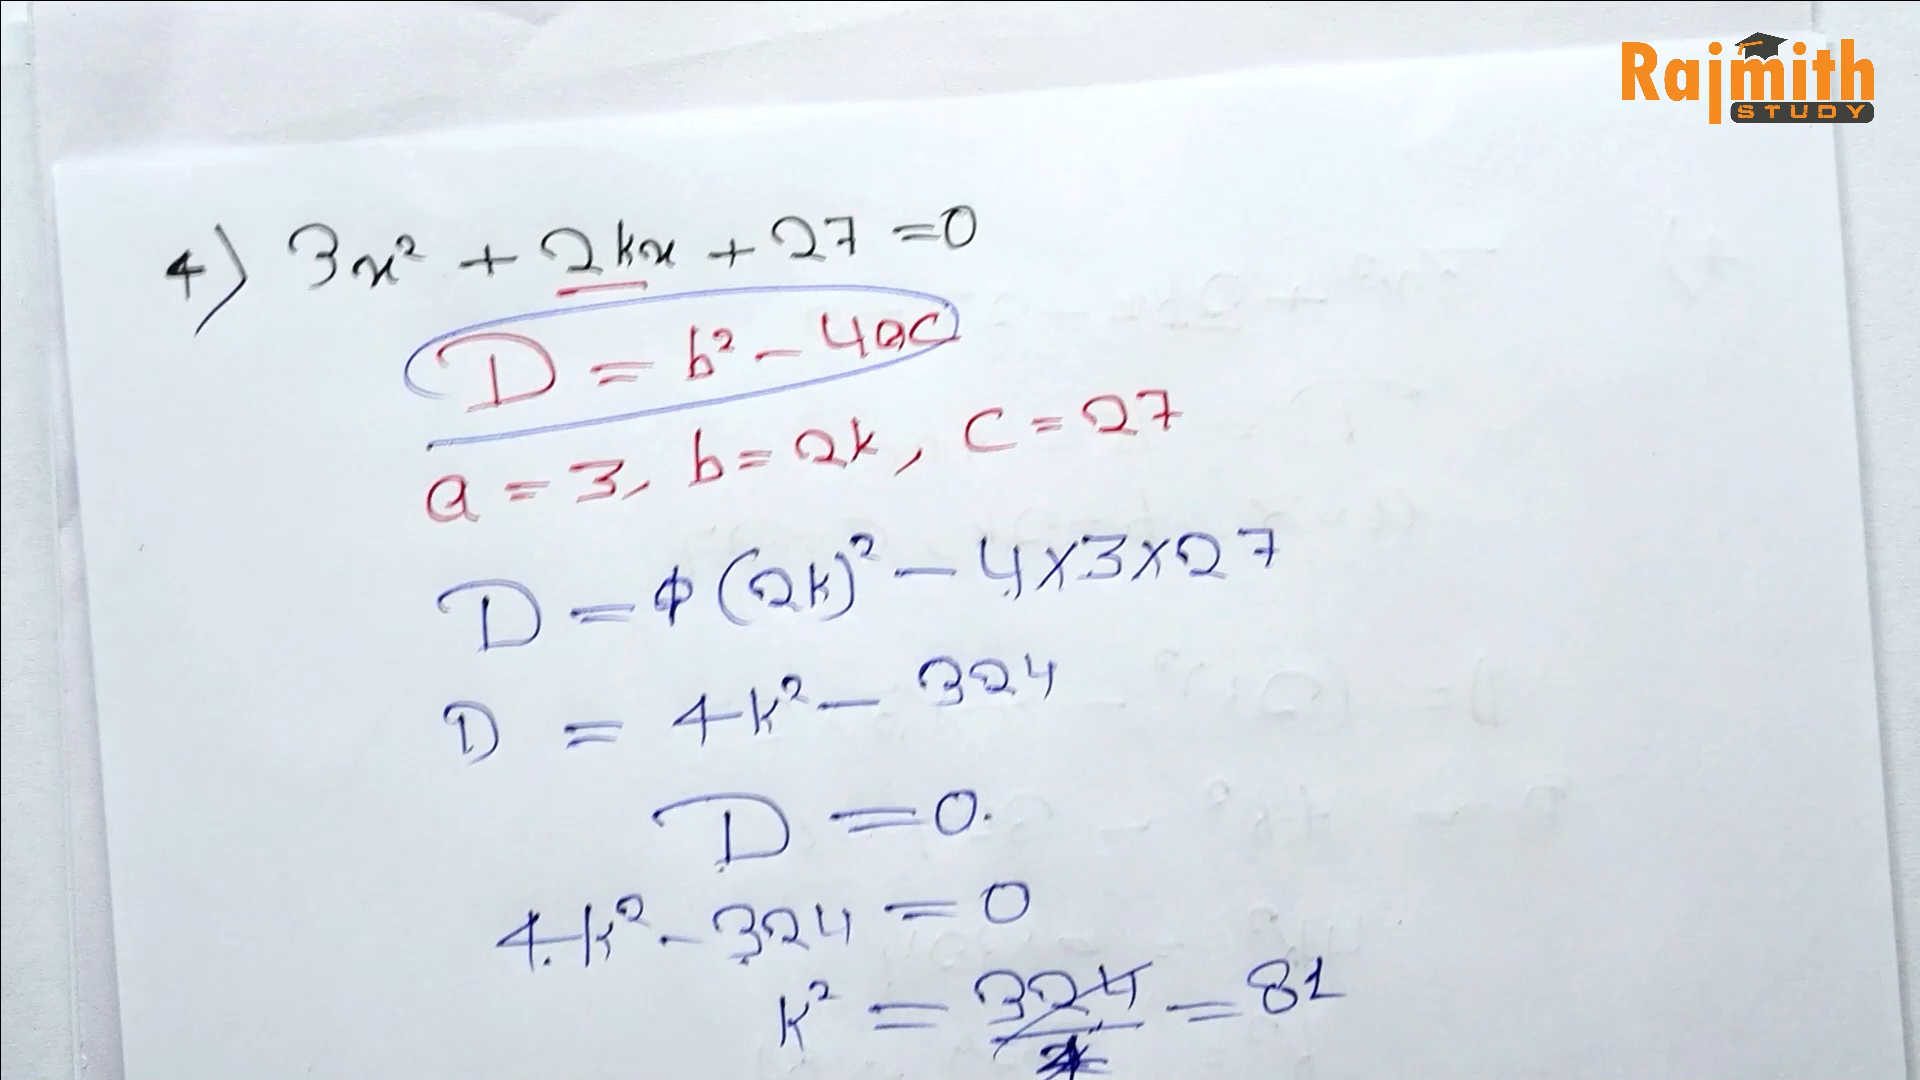 Rajmith
STUDY
4) 3x² + 2kx + 27 = 0
D = b² - 4ac
a = 3, b = 2k, c = 27
D = (2k)² - 4×3×27
D = 4k² - 324
D = 0.
4k² - 324 = 0
k² = 324/4 = 81